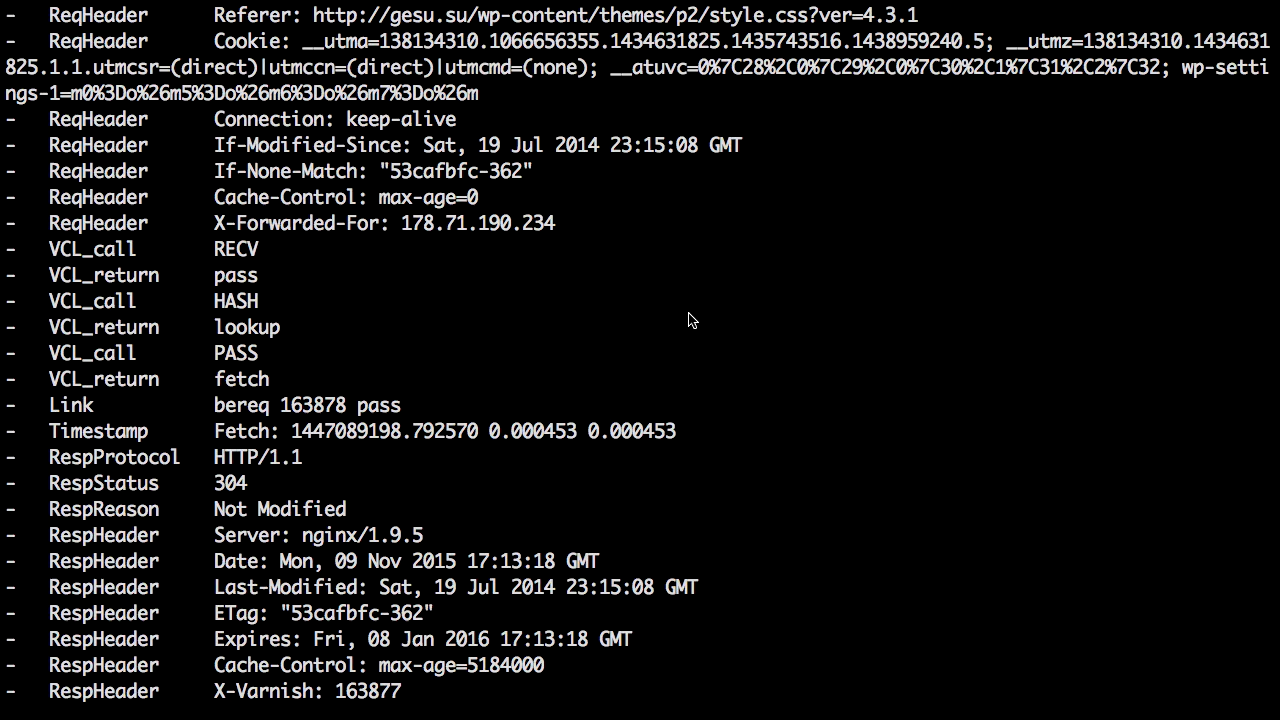 -   ReqHeader      Referer: http://gesu.su/wp-content/themes/p2/style.css?ver=4.3.1
-   ReqHeader      Cookie: __utma=138134310.1066656355.1434631825.1435743516.1438959240.5; __utmz=138134310.1434631
825.1.1.utmcsr=(direct)|utmccn=(direct)|utmcmd=(none); __atuvc=0%7C28%2C0%7C29%2C0%7C30%2C1%7C31%2C2%7C32; wp-setti
ngs-1=m0%3Do%26m5%3Do%26m6%3Do%26m7%3Do%26m
-   ReqHeader      Connection: keep-alive
-   ReqHeader      If-Modified-Since: Sat, 19 Jul 2014 23:15:08 GMT
-   ReqHeader      If-None-Match: "53cafbfc-362"
-   ReqHeader      Cache-Control: max-age=0
-   ReqHeader      X-Forwarded-For: 178.71.190.234
-   VCL_call       RECV
-   VCL_return     pass
-   VCL_call       HASH
-   VCL_return     lookup
-   VCL_call       PASS
-   VCL_return     fetch
-   Link           bereq 163878 pass
-   Timestamp      Fetch: 1447089198.792570 0.000453 0.000453
-   RespProtocol   HTTP/1.1
-   RespStatus     304
-   RespReason     Not Modified
-   RespHeader     Server: nginx/1.9.5
-   RespHeader     Date: Mon, 09 Nov 2015 17:13:18 GMT
-   RespHeader     Last-Modified: Sat, 19 Jul 2014 23:15:08 GMT
-   RespHeader     ETag: "53cafbfc-362"
-   RespHeader     Expires: Fri, 08 Jan 2016 17:13:18 GMT
-   RespHeader     Cache-Control: max-age=5184000
-   RespHeader     X-Varnish: 163877